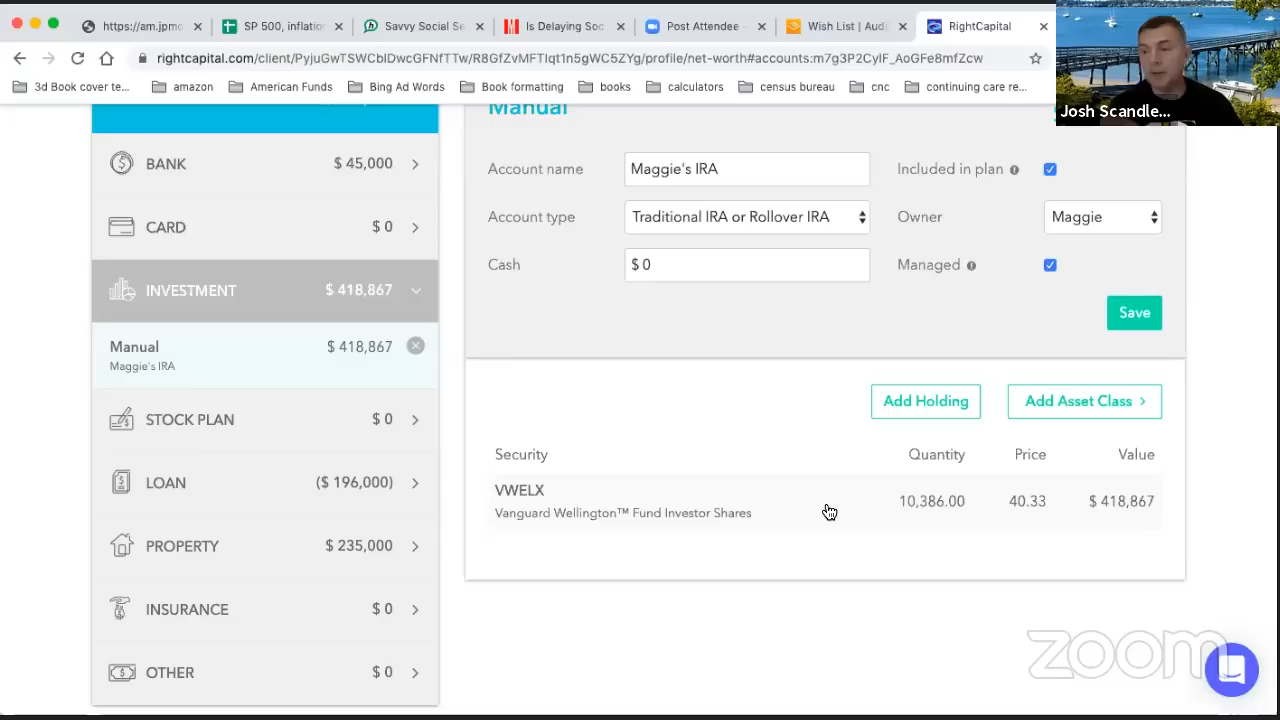 https://am.jpmc
SP 500, inflation
Savvy Social Se
Is Delaying Soc
Post Attendee -
Wish List | Audi
RightCapital
rightcapital.com/client/PyjuGwTSWCblDwcGFNfTTw/R8GfZvMFTIqt1n5gWC5ZYg/profile/net-worth#accounts:m7g3P2CylF_AoGFe8mfZcw
3d Book cover te...
amazon
American Funds
Bing Ad Words
Book formatting
books
calculators
census bureau
cnc
continuing care re...
Josh Scandle...
BANK $ 45,000
CARD $ 0
INVESTMENT $ 418,867
Manual $ 418,867
Maggie's IRA
STOCK PLAN $ 0
LOAN ($ 196,000)
PROPERTY $ 235,000
INSURANCE $ 0
OTHER $ 0
Manual
Account name Maggie's IRA Included in plan
Account type Traditional IRA or Rollover IRA Owner Maggie
Cash $ 0 Managed
Save
Add Holding Add Asset Class
Security Quantity Price Value
VWELX
10,386.00 40.33 $ 418,867
Vanguard Wellington™ Fund Investor Shares
zoom